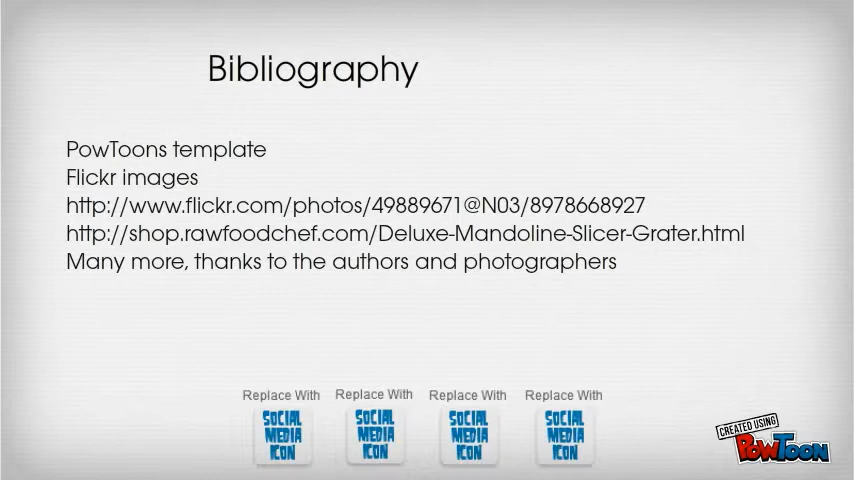 Bibliography
PowToons template
Flickr images
http://www.flickr.com/photos/49889671@N03/8978668927
http://shop.rawfoodchef.com/Deluxe-Mandoline-Slicer-Grater.html
Many more, thanks to the authors and photographers
Replace With Replace With Replace With Replace With
SOCIAL MEDIA ICON SOCIAL MEDIA ICON SOCIAL MEDIA ICON SOCIAL MEDIA ICON
CREATED USING
POWTOON